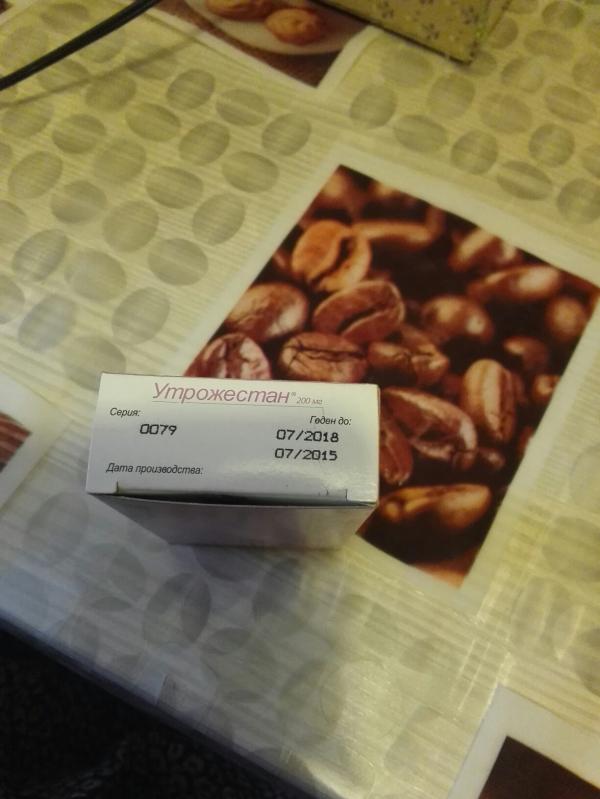 Утрожестан® 200 мг
Серия:
Годен до:
0079
07/2018
07/2015
Дата производства: